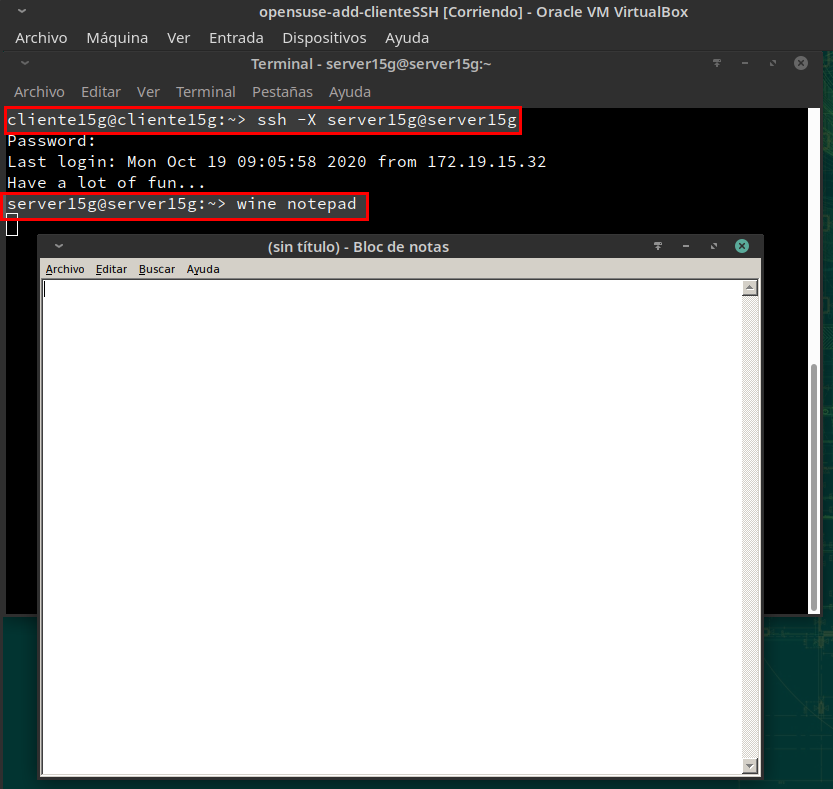 opensuse-add-clienteSSH [Corriendo] - Oracle VM VirtualBox
Archivo Máquina Ver Entrada Dispositivos Ayuda
Terminal - server15g@server15g:~
Archivo Editar Ver Terminal Pestañas Ayuda
cliente15g@cliente15g:~> ssh -X server15g@server15g
Password:
Last login: Mon Oct 19 09:05:58 2020 from 172.19.15.32
Have a lot of fun...
server15g@server15g:~> wine notepad
(sin título) - Bloc de notas
Archivo Editar Buscar Ayuda